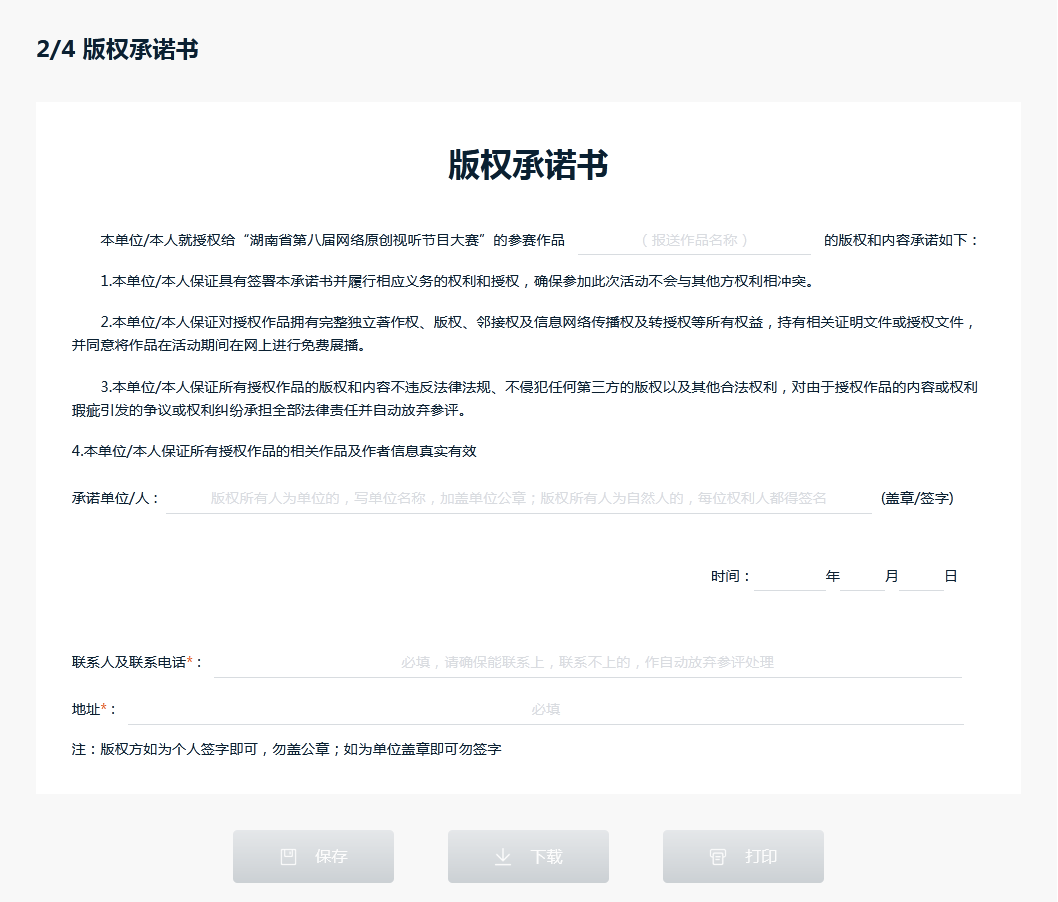 2/4 版权承诺书
版权承诺书
本单位/本人就授权给“湖南省第八届网络原创视听节目大赛”的参赛作品 （报送作品名称） 的版权和内容承诺如下：
1.本单位/本人保证具有签署本承诺书并履行相应义务的权利和授权，确保参加此次活动不会与其他方权利相冲突。
2.本单位/本人保证对授权作品拥有完整独立著作权、版权、邻接权及信息网络传播权及转授权等所有权益，持有相关证明文件或授权文件，
并同意将作品在活动期间在网上进行免费展播。
3.本单位/本人保证所有授权作品的版权和内容不违反法律法规、不侵犯任何第三方的版权以及其他合法权利，对由于授权作品的内容或权利
瑕疵引发的争议或权利纠纷承担全部法律责任并自动放弃参评。
4.本单位/本人保证所有授权作品的相关作品及作者信息真实有效
承诺单位/人： 版权所有人为单位的，写单位名称，加盖单位公章；版权所有人为自然人的，每位权利人都得签名 (盖章/签字)
时间： 年 月 日
联系人及联系电话*： 必填，请确保能联系上，联系不上的，作自动放弃参评处理
地址*： 必填
注：版权方如为个人签字即可，勿盖公章；如为单位盖章即可勿签字
保存 下载 打印